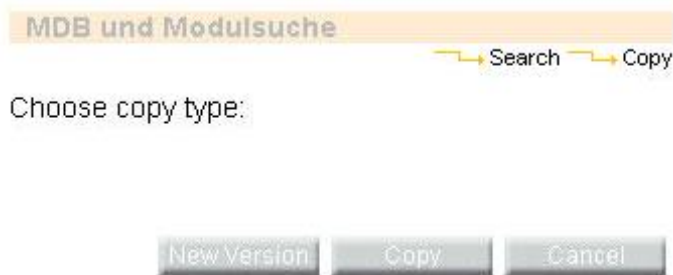 MDB und Modulsuche
Search Copy
Choose copy type:
New Version Copy Cancel